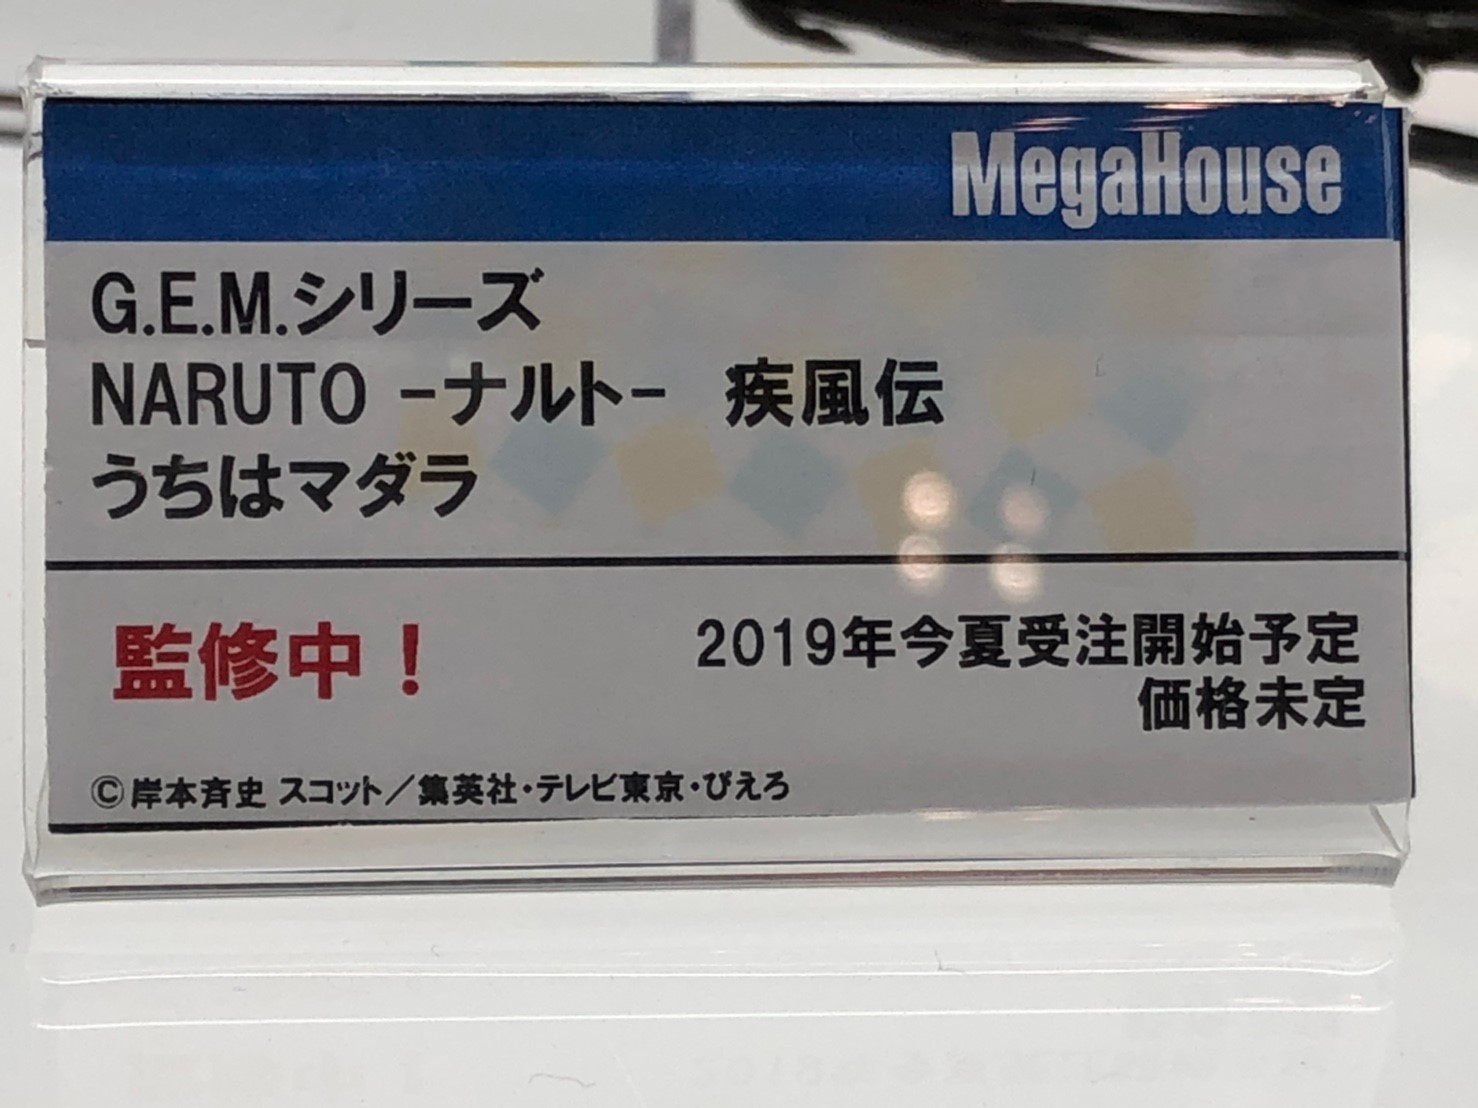 MegaHouse
G.E.M.シリーズ
NARUTO -ナルト-　疾風伝
うちはマダラ
監修中！
2019年今夏受注開始予定
価格未定
©岸本斉史 スコット／集英社・テレビ東京・ぴえろ